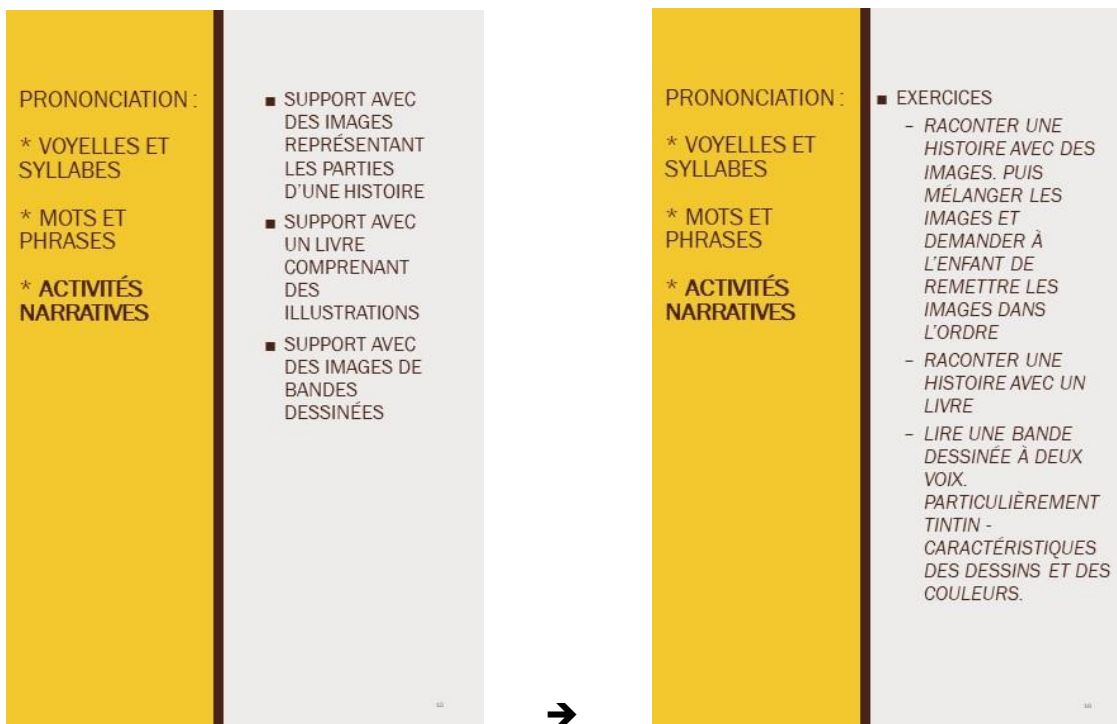 PRONONCIATION :
* VOYELLES ET
SYLLABES
* MOTS ET
PHRASES
* ACTIVITÉS
NARRATIVES
■ SUPPORT AVEC
DES IMAGES
REPRÉSENTANT
LES PARTIES
D'UNE HISTOIRE
■ SUPPORT AVEC
UN LIVRE
COMPRENANT
DES
ILLUSTRATIONS
■ SUPPORT AVEC
DES IMAGES DE
BANDES
DESSINÉES
➔
PRONONCIATION :
* VOYELLES ET
SYLLABES
* MOTS ET
PHRASES
* ACTIVITÉS
NARRATIVES
■ EXERCICES
– RACONTER UNE
HISTOIRE AVEC DES
IMAGES. PUIS
MÉLANGER LES
IMAGES ET
DEMANDER À
L'ENFANT DE
REMETTRE LES
IMAGES DANS
L'ORDRE
– RACONTER UNE
HISTOIRE AVEC UN
LIVRE
– LIRE UNE BANDE
DESSINÉE À DEUX
VOIX.
PARTICULIÈREMENT
TINTIN -
CARACTÉRISTIQUES
DES DESSINS ET DES
COULEURS.